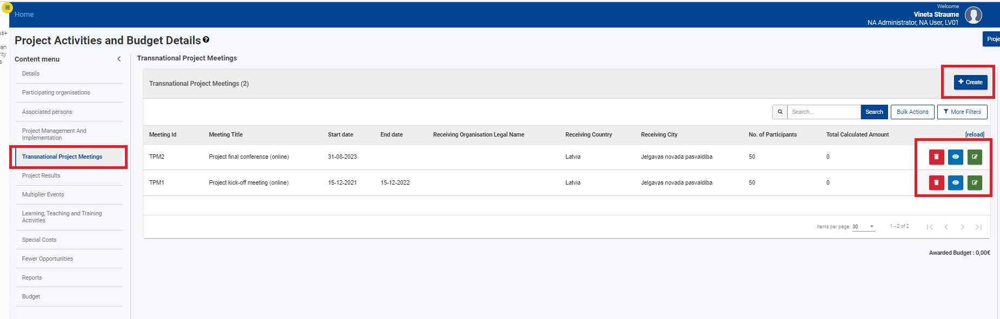 Home
Welcome
Vineta Straume
NA Administrator, NA User, LV01
us+
Project Activities and Budget Details
Proje
ean
rity
s
Content menu
Transnational Project Meetings
Details
Participating organisations
Associated persons
Project Management And
Implementation
Transnational Project Meetings
Project Results
Multiplier Events
Learning, Teaching and Training
Activities
Special Costs
Fewer Opportunities
Reports
Budget
Transnational Project Meetings (2)
+ Create
Search... Search Bulk Actions More Filters
Meeting Id Meeting Title Start date End date Receiving Organisation Legal Name Receiving Country Receiving City No. of Participants Total Calculated Amount [reload]
TPM2 Project final conference (online) 31-08-2023 Latvia Jelgavas novada pasvaldiba 50 0
TPM1 Project kick-off meeting (online) 15-12-2021 15-12-2022 Latvia Jelgavas novada pasvaldiba 50 0
Items per page 30 1 - 2 of 2
Awarded Budget : 0,00€